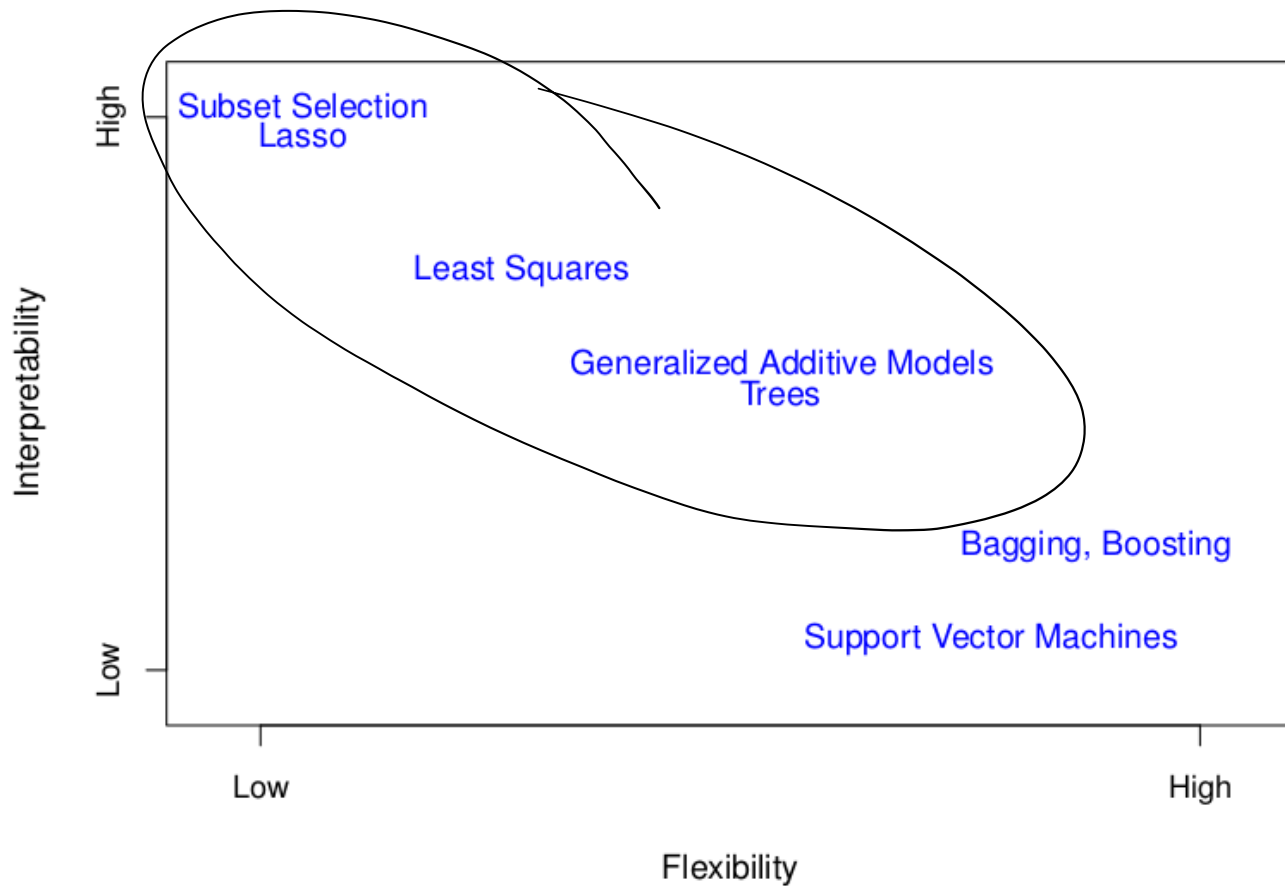 High
Subset Selection
Lasso
Least Squares
Generalized Additive Models
Trees
Interpretability
Bagging, Boosting
Support Vector Machines
Low
Low
High
Flexibility